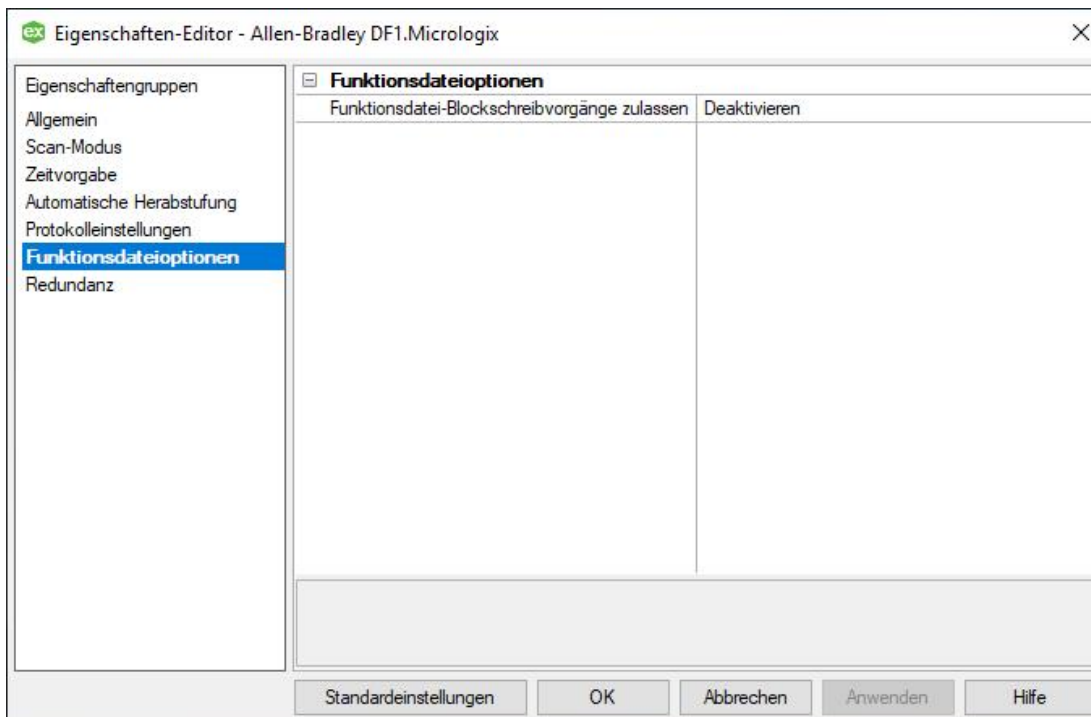 ex Eigenschaften-Editor - Allen-Bradley DF1.Micrologix
Eigenschaftengruppen
Allgemein
Scan-Modus
Zeitvorgabe
Automatische Herabstufung
Protokolleinstellungen
Funktionsdateioptionen
Redundanz
Funktionsdateioptionen
Funktionsdatei-Blockschreibvorgänge zulassen Deaktivieren
Standardeinstellungen OK Abbrechen Anwenden Hilfe